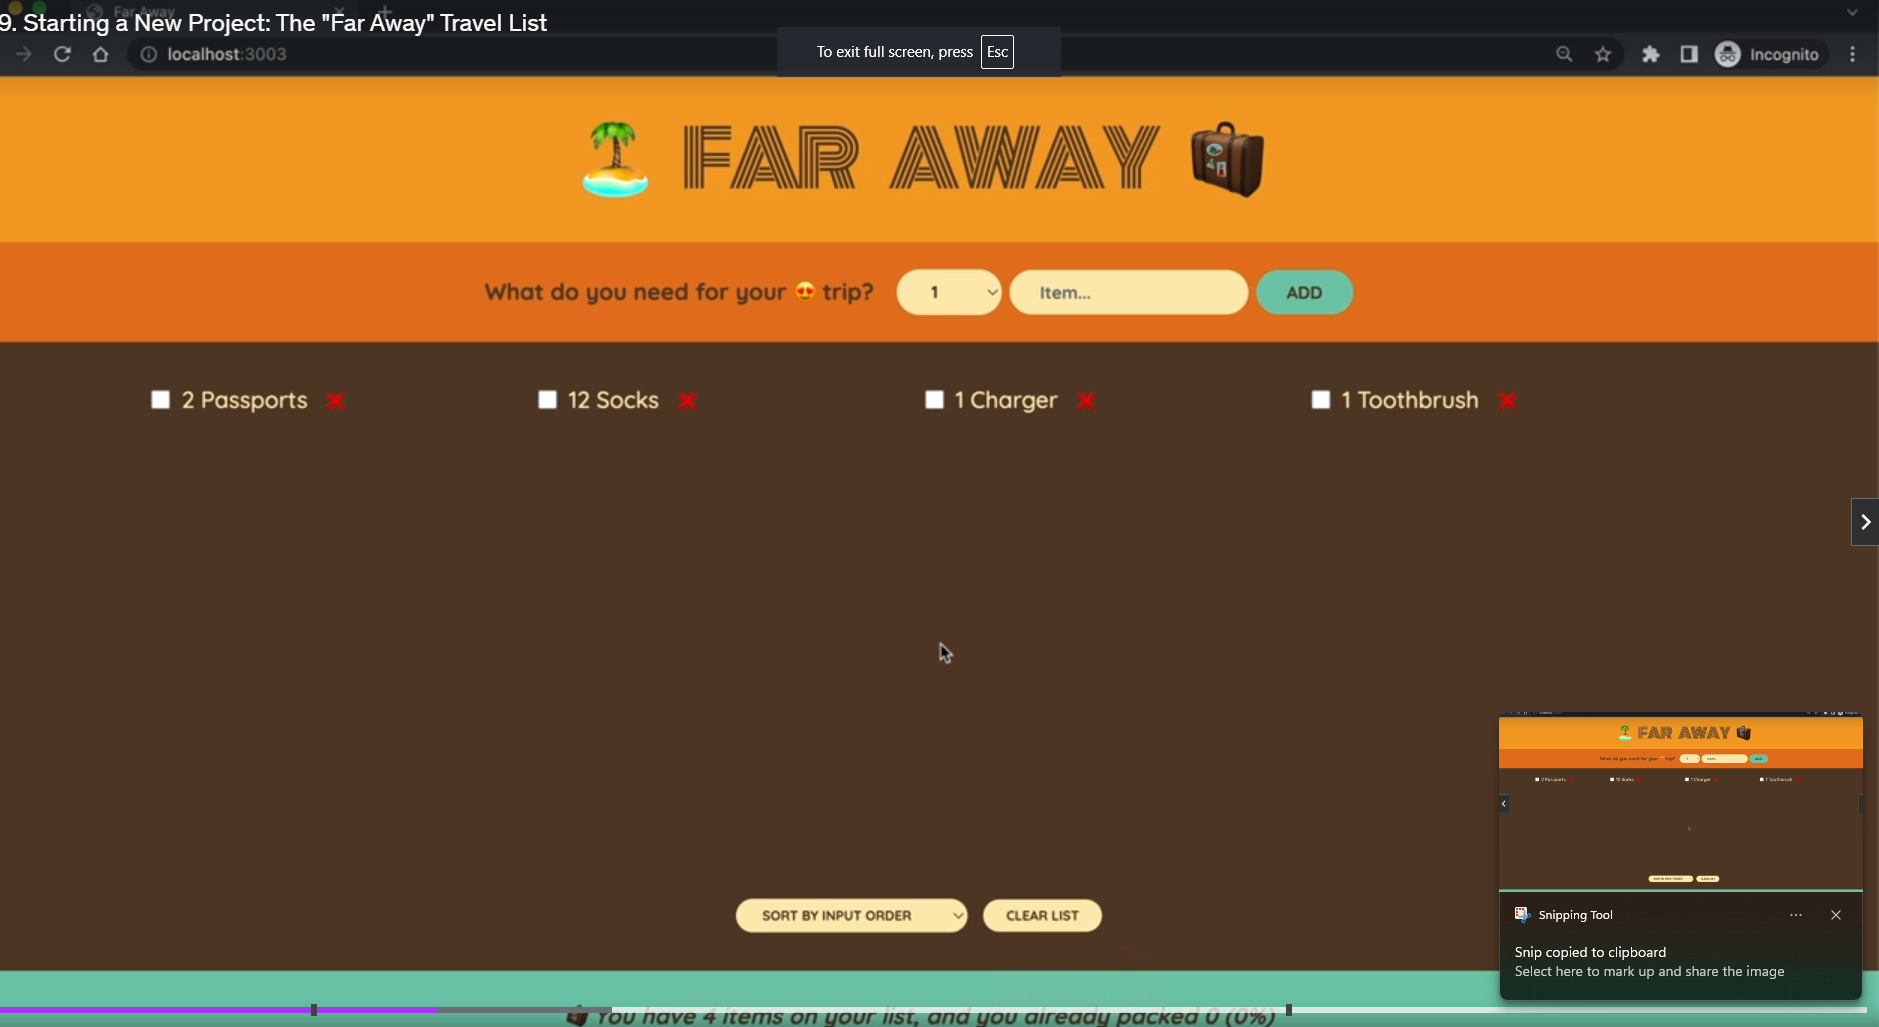 9. Starting a New Project: The "Far Away" Travel List
Far Away
To exit full screen, press Esc
localhost:3003
Incognito
FAR AWAY
What do you need for your 😍 trip?
1
Item...
ADD
2 Passports ❌
12 Socks ❌
1 Charger ❌
1 Toothbrush ❌
SORT BY INPUT ORDER
CLEAR LIST
You have 4 items on your list, and you already packed 0 (0%)
FAR AWAY
Snipping Tool
Snip copied to clipboard
Select here to mark up and share the image